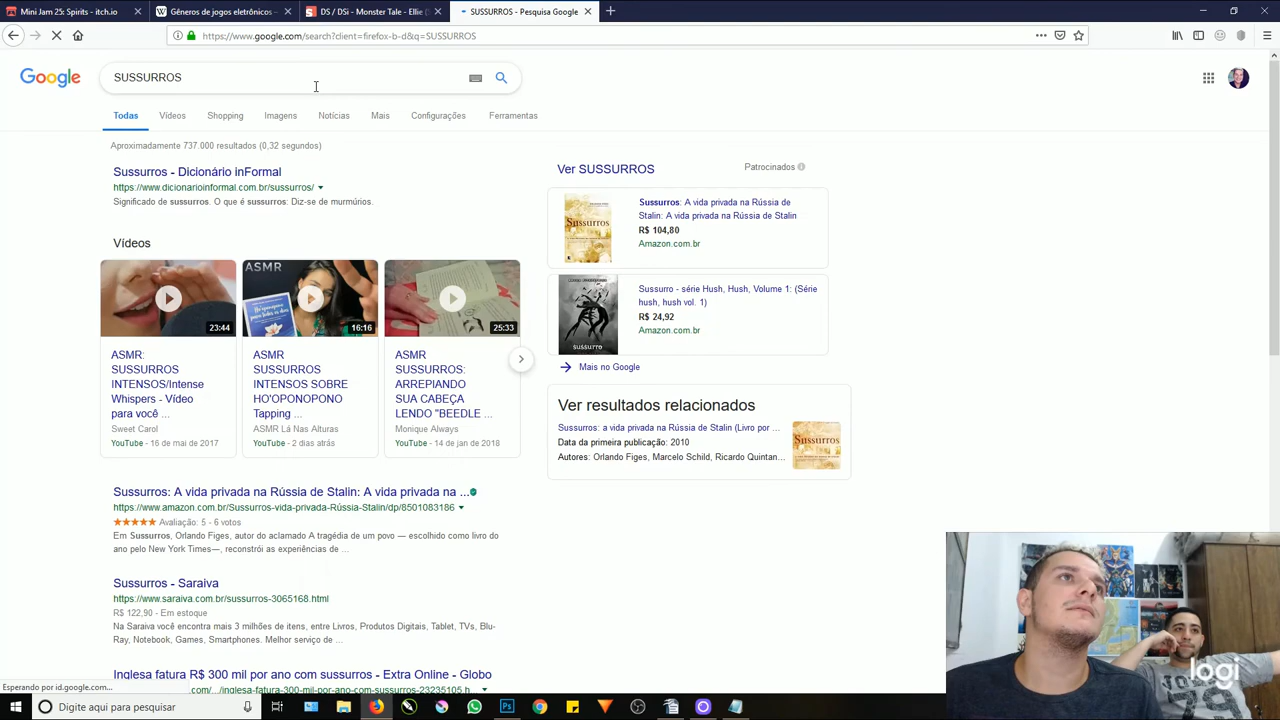 Mini Jam 25: Spirits - itch.io
Gêneros de jogos eletrônicos -
DS / DSi - Monster Tale - Ellie (
SUSSURROS - Pesquisa Google
https://www.google.com/search?client=firefox-b-d&q=SUSSURROS
Google
SUSSURROS
Todas Vídeos Shopping Imagens Notícias Mais Configurações Ferramentas
Aproximadamente 737.000 resultados (0,32 segundos)
Sussurros - Dicionário inFormal
https://www.dicionarioinformal.com.br/sussurros/
Significado de sussurros. O que é sussurros: Diz-se de murmúrios.
Vídeos
23:44
ASMR:
SUSSURROS
INTENSOS/Intense
Whispers - Vídeo
para você ...
Sweet Carol
YouTube - 16 de mai de 2017
ASMR
16:16
ASMR
SUSSURROS
INTENSOS SOBRE
HO'OPONOPONO
Tapping ...
ASMR Lá Nas Alturas
YouTube - 2 dias atrás
25:33
ASMR
SUSSURROS:
ARREPIANDO
SUA CABEÇA
LENDO "BEEDLE ...
Monique Always
YouTube - 14 de jan de 2018
Sussurros: A vida privada na Rússia de Stalin: A vida privada na ...
https://www.amazon.com.br/Sussurros-vida-privada-Rússia-Stalin/dp/8501083186
Avaliação: 5 - 6 votos
Em Sussurros, Orlando Figes, autor do aclamado A tragédia de um povo — escolhido como livro do
ano pelo New York Times—, reconstrói as experiências de ...
Sussurros - Saraiva
https://www.saraiva.com.br/sussurros-3065168.html
R$ 122,90 - Em estoque
Na Saraiva você encontra mais 3 milhões de itens, entre Livros, Produtos Digitais, Tablet, TVs, Blu-
Ray, Notebook, Games, Smartphones. Melhor serviço de ...
Inglesa fatura R$ 300 mil por ano com sussurros - Extra Online - Globo
.com/.../inglesa-fatura-300-mil-por-ano-com-sussurros-23235105.h...
Ver SUSSURROS
Patrocinados
Sussurros
Sussurros: A vida privada na Rússia de
Stalin: A vida privada na Rússia de Stalin
R$ 104,80
Amazon.com.br
sussurro
Sussurro - série Hush, Hush, Volume 1: (Série
hush, hush vol. 1)
R$ 24,92
Amazon.com.br
Mais no Google
Ver resultados relacionados
Sussurros: a vida privada na Rússia de Stalin (Livro por ...
Data da primeira publicação: 2010
Autores: Orlando Figes, Marcelo Schild, Ricardo Quintan...
Sussurros
Esperando por id.google.com...
logi
Digite aqui para pesquisar